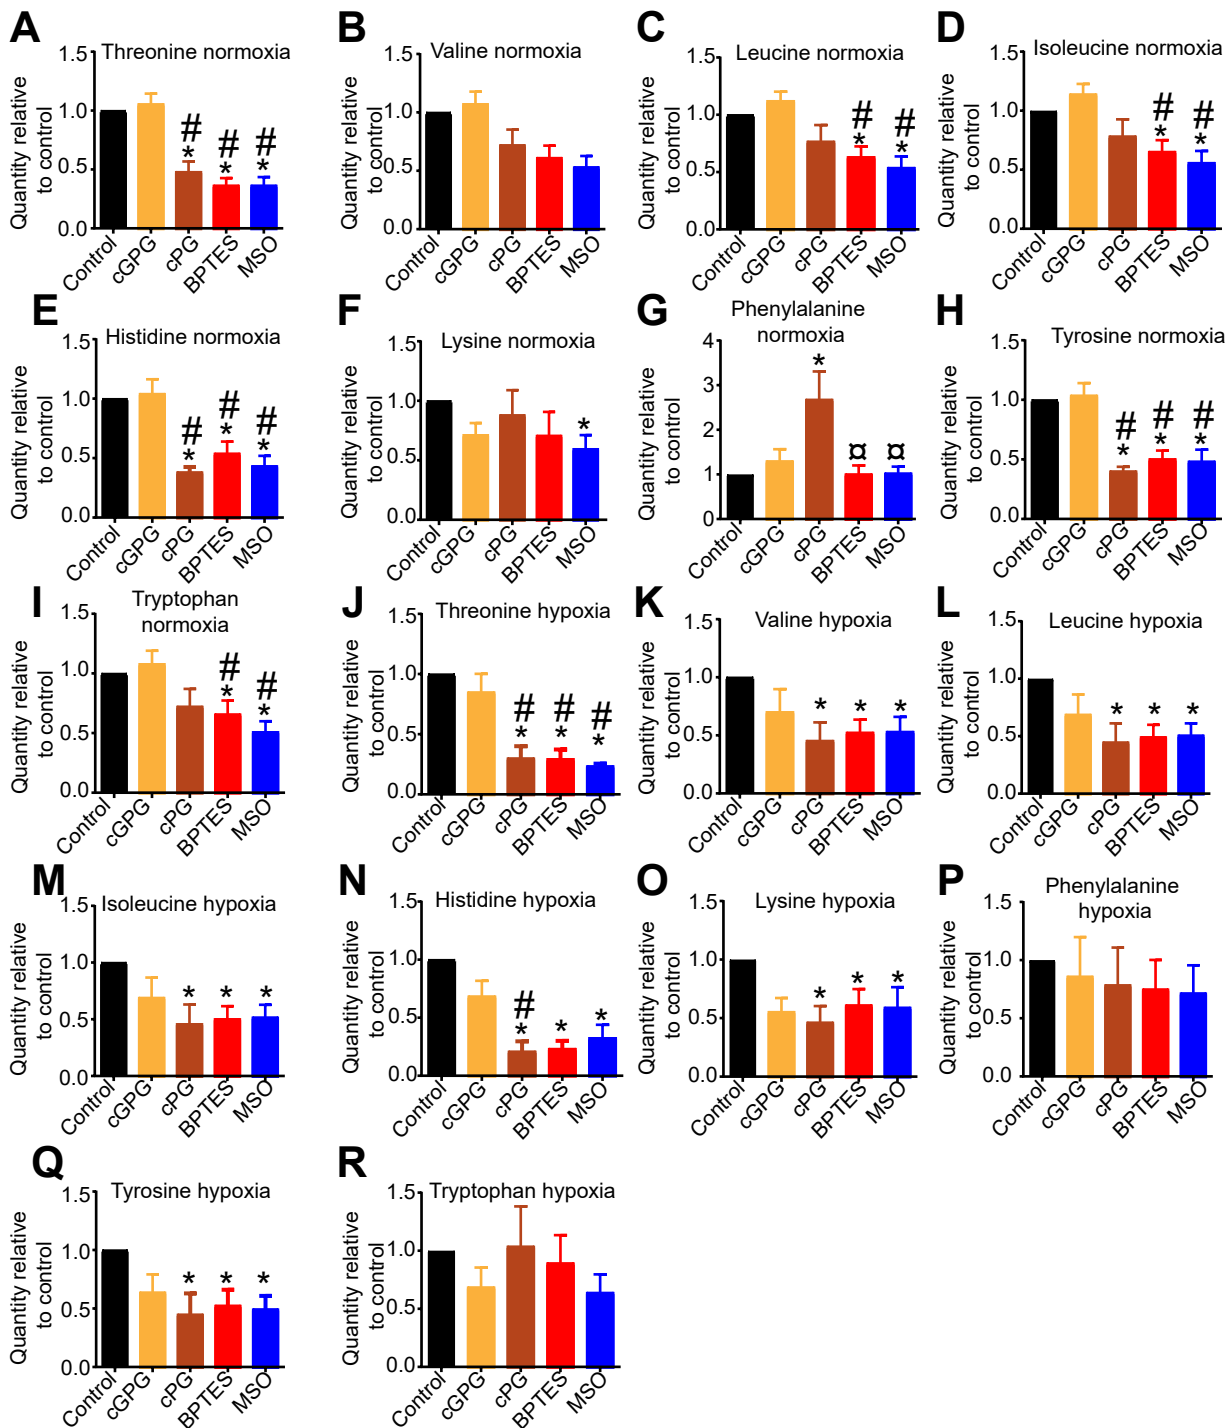 A
Threonine normoxia
Quantity relative
to control
1.5
1.0
0.5
0.0
#
*
#
*
#
*
Control
cGPG
cPG
BPTES
MSO
B
Valine normoxia
Quantity relative
to control
1.5
1.0
0.5
0.0
Control
cGPG
cPG
BPTES
MSO
C
Leucine normoxia
Quantity relative
to control
1.5
1.0
0.5
0.0
#
*
#
*
Control
cGPG
cPG
BPTES
MSO
D
Isoleucine normoxia
Quantity relative
to control
1.5
1.0
0.5
0.0
#
*
#
*
Control
cGPG
cPG
BPTES
MSO
E
Histidine normoxia
Quantity relative
to control
1.5
1.0
0.5
0.0
#
*
#
*
#
*
Control
cGPG
cPG
BPTES
MSO
F
Lysine normoxia
Quantity relative
to control
1.5
1.0
0.5
0.0
*
Control
cGPG
cPG
BPTES
MSO
G
Phenylalanine
normoxia
Quantity relative
to control
4
3
2
1
0
*
¤
¤
Control
cGPG
cPG
BPTES
MSO
H
Tyrosine normoxia
Quantity relative
to control
1.5
1.0
0.5
0.0
#
*
#
*
#
*
Control
cGPG
cPG
BPTES
MSO
I
Tryptophan
normoxia
Quantity relative
to control
1.5
1.0
0.5
0.0
#
*
#
*
Control
cGPG
cPG
BPTES
MSO
J
Threonine hypoxia
Quantity relative
to control
1.5
1.0
0.5
0.0
#
*
#
*
#
*
Control
cGPG
cPG
BPTES
MSO
K
Valine hypoxia
Quantity relative
to control
1.5
1.0
0.5
0.0
*
*
*
Control
cGPG
cPG
BPTES
MSO
L
Leucine hypoxia
Quantity relative
to control
1.5
1.0
0.5
0.0
*
*
*
Control
cGPG
cPG
BPTES
MSO
M
Isoleucine hypoxia
Quantity relative
to control
1.5
1.0
0.5
0.0
*
*
*
Control
cGPG
cPG
BPTES
MSO
N
Histidine hypoxia
Quantity relative
to control
1.5
1.0
0.5
0.0
#
*
*
*
Control
cGPG
cPG
BPTES
MSO
O
Lysine hypoxia
Quantity relative
to control
1.5
1.0
0.5
0.0
*
*
*
Control
cGPG
cPG
BPTES
MSO
P
Phenylalanine
hypoxia
Quantity relative
to control
1.5
1.0
0.5
0.0
Control
cGPG
cPG
BPTES
MSO
Q
Tyrosine hypoxia
Quantity relative
to control
1.5
1.0
0.5
0.0
*
*
*
Control
cGPG
cPG
BPTES
MSO
R
Tryptophan hypoxia
Quantity relative
to control
1.5
1.0
0.5
0.0
Control
cGPG
cPG
BPTES
MSO